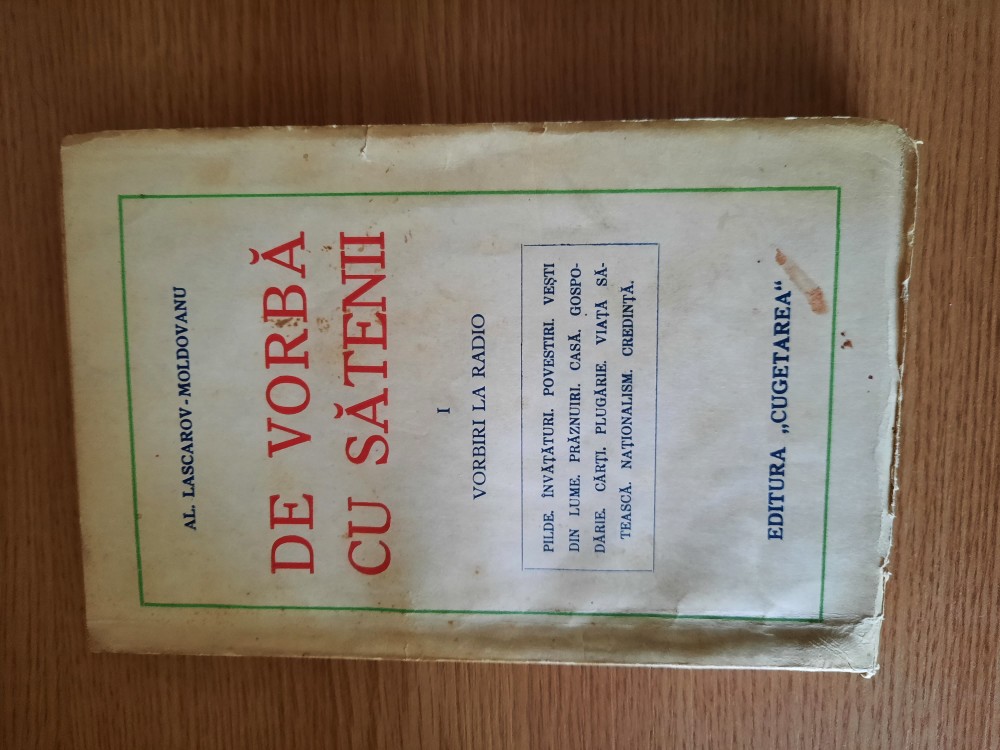 AL. LASCAROV-MOLDOVANU
DE VORBĂ
CU SĂTENII
I
VORBIRI LA RADIO
PILDE. ÎNVĂȚĂTURI. POVESTIRI. VEȘTI
DIN LUME. PRĂZNUIRI. CASĂ. GOSPO-
DĂRIE. CĂRȚI. PLUGĂRIE. VIAȚĂ SĂ-
TEASCĂ. NAȚIONALISM. CREDINȚĂ.
EDITURA „CUGETAREA“